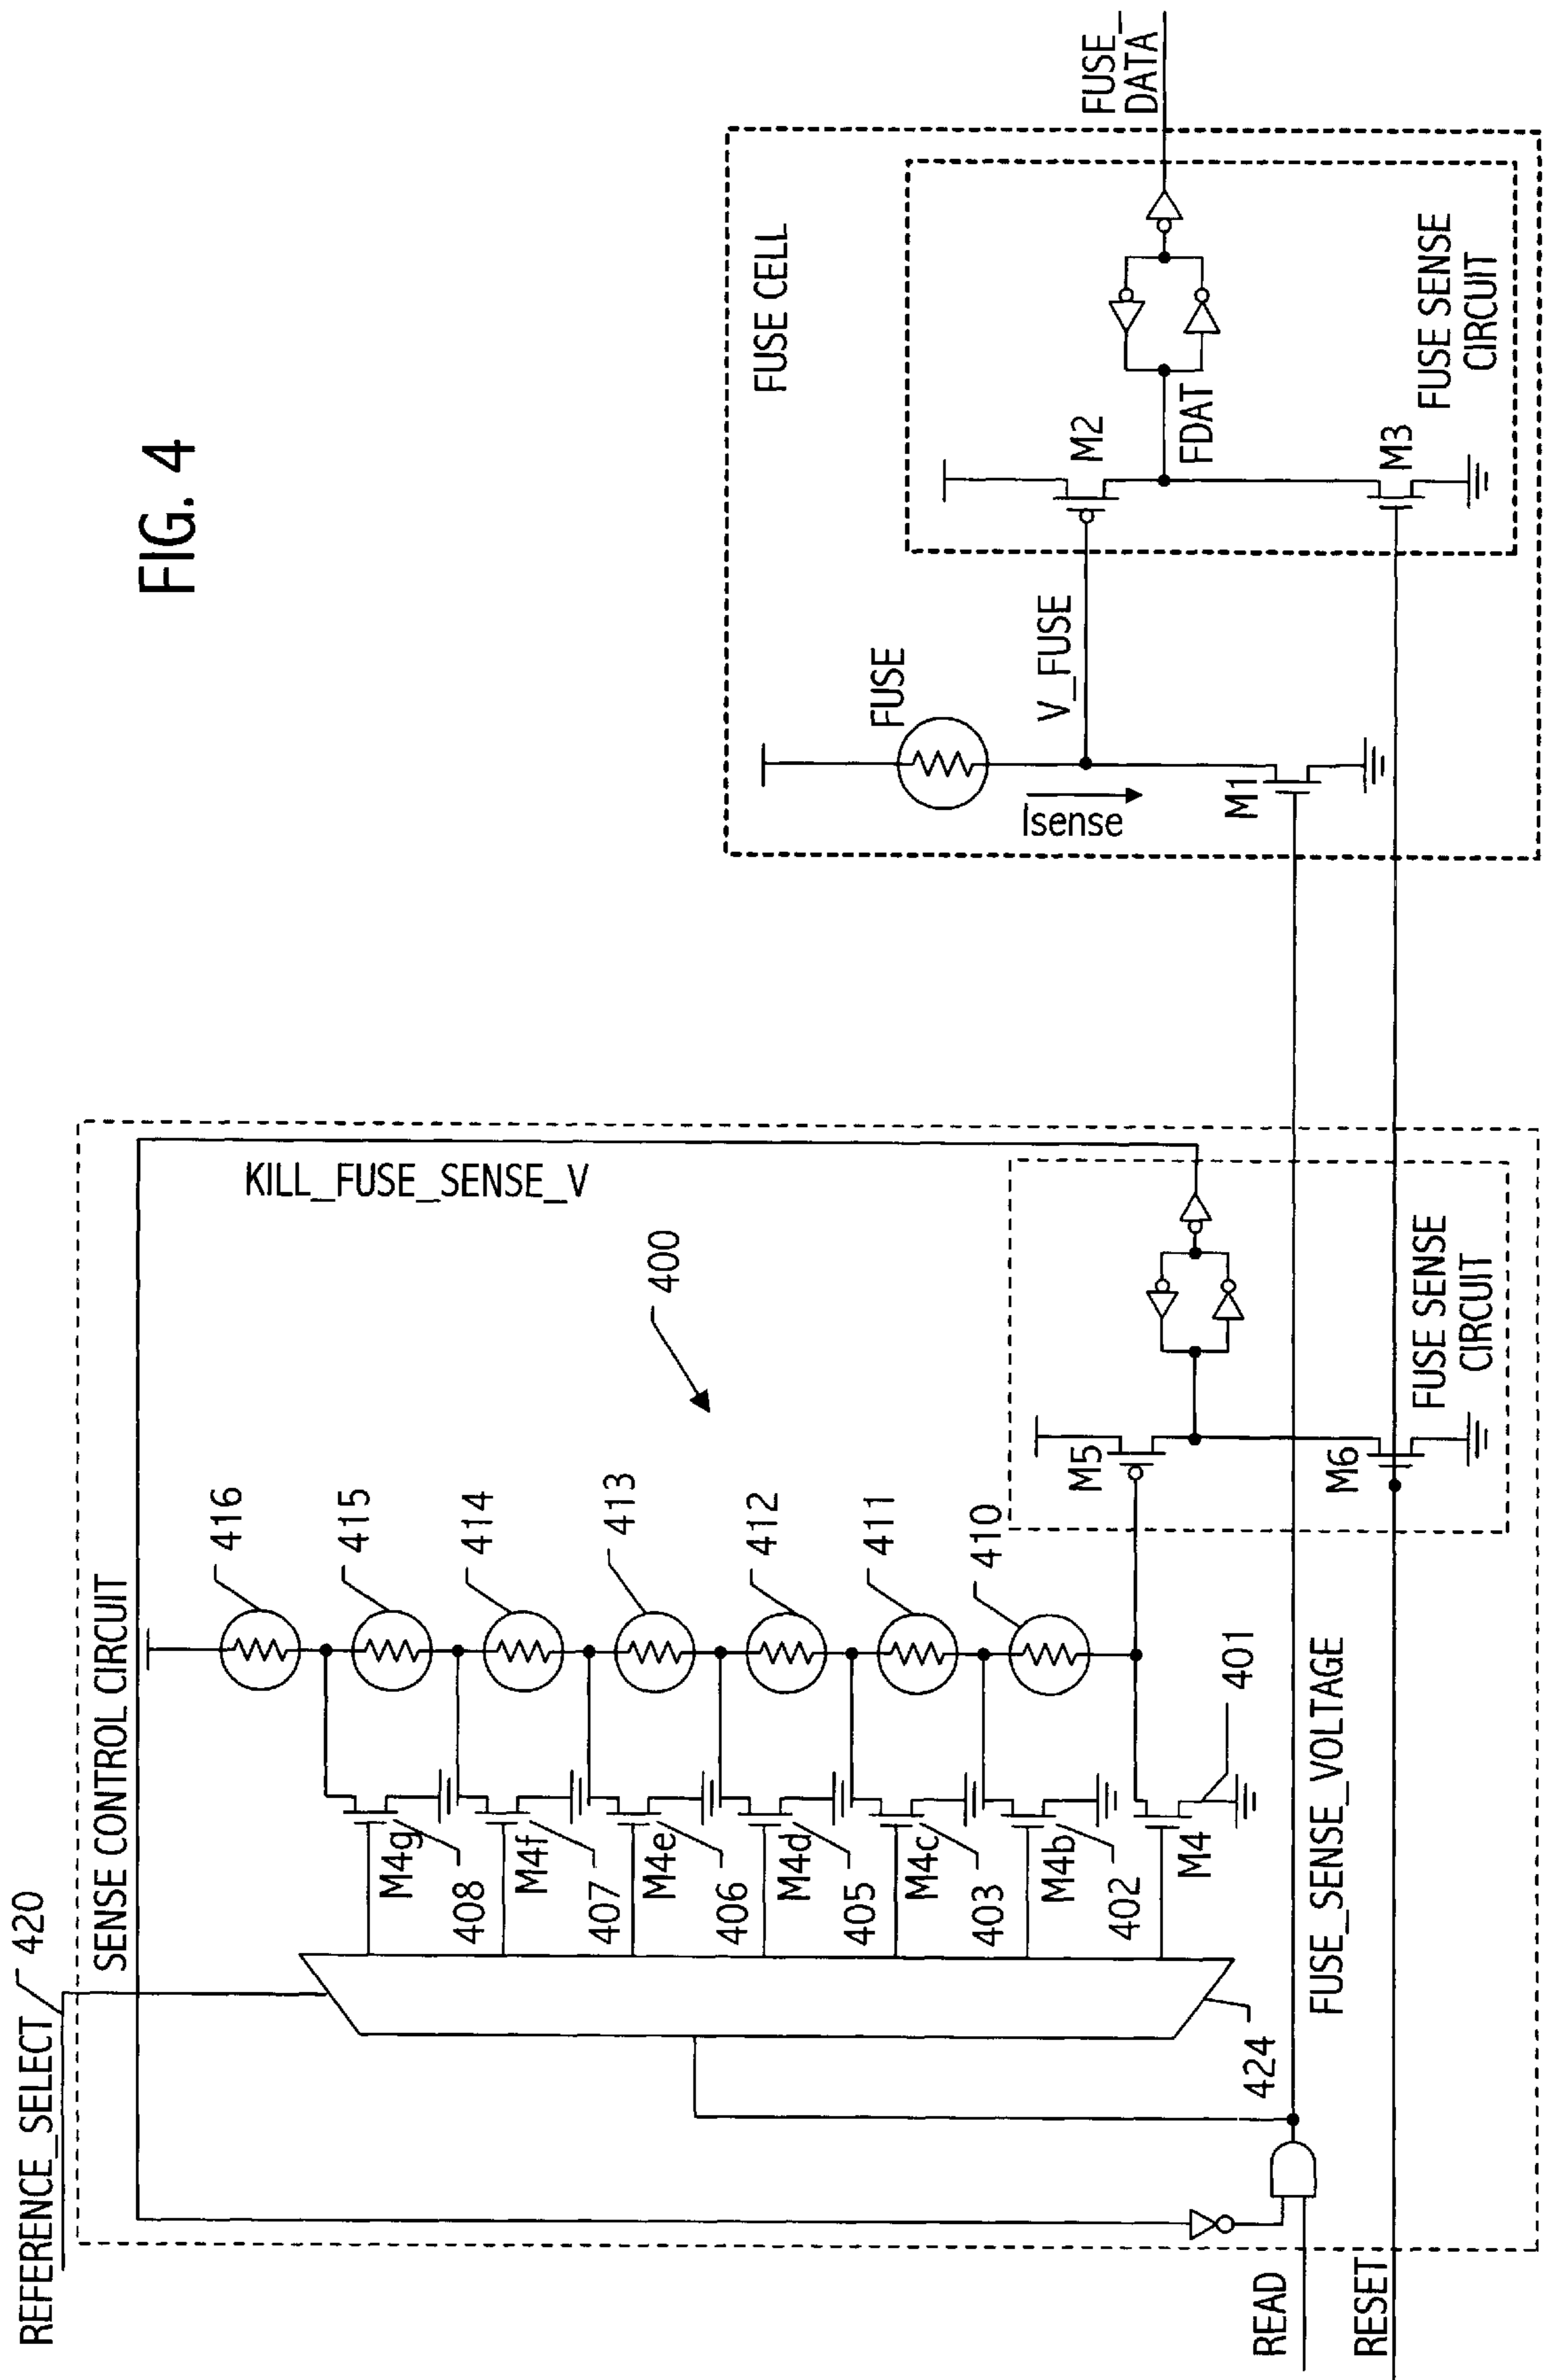 FIG. 4
REFERENCE_SELECT
420
SENSE CONTROL CIRCUIT
KILL_FUSE_SENSE_V
400
416
415
414
413
412
411
410
M4g
408
M4f
407
M4e
406
M4d
405
M4c
403
M4b
402
M4
401
424
M5
M6
FUSE SENSE
CIRCUIT
FUSE_SENSE_VOLTAGE
READ
RESET
FUSE CELL
FUSE
V_FUSE
Isense
M1
M2
FDAT
M3
FUSE SENSE
CIRCUIT
FUSE_
DATA